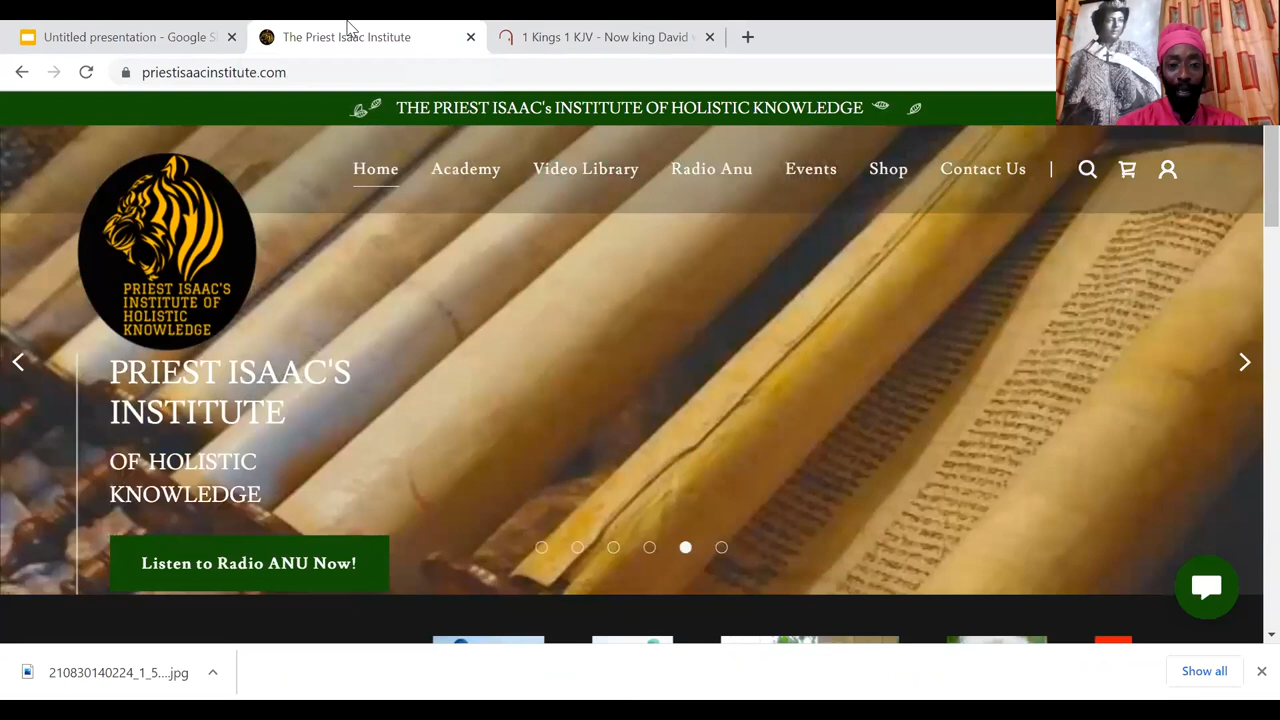 Untitled presentation - Google S
The Priest Isaac Institute
1 Kings 1 KJV - Now king David
priestisaacinstitute.com
THE PRIEST ISAAC's INSTITUTE OF HOLISTIC KNOWLEDGE
Home Academy Video Library Radio Anu Events Shop Contact Us
PRIEST ISAAC'S
INSTITUTE OF
HOLISTIC
KNOWLEDGE
PRIEST ISAAC'S
INSTITUTE
OF HOLISTIC
KNOWLEDGE
Listen to Radio ANU Now!
210830140224_1_5....jpg
Show all